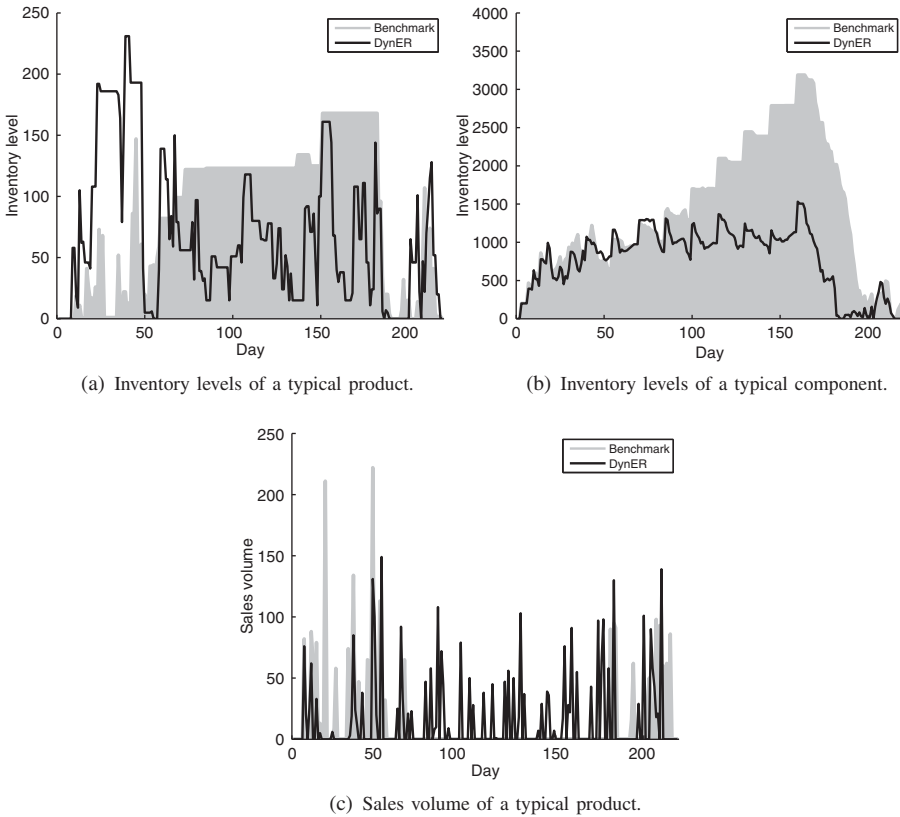 250
200
150
100
50
0
Inventory level
Benchmark
DynER
0 50 100 150 200
Day
(a) Inventory levels of a typical product.
4000
3500
3000
2500
2000
1500
1000
500
0
Inventory level
Benchmark
DynER
0 50 100 150 200
Day
(b) Inventory levels of a typical component.
250
200
150
100
50
0
Sales volume
Benchmark
DynER
0 50 100 150 200
Day
(c) Sales volume of a typical product.